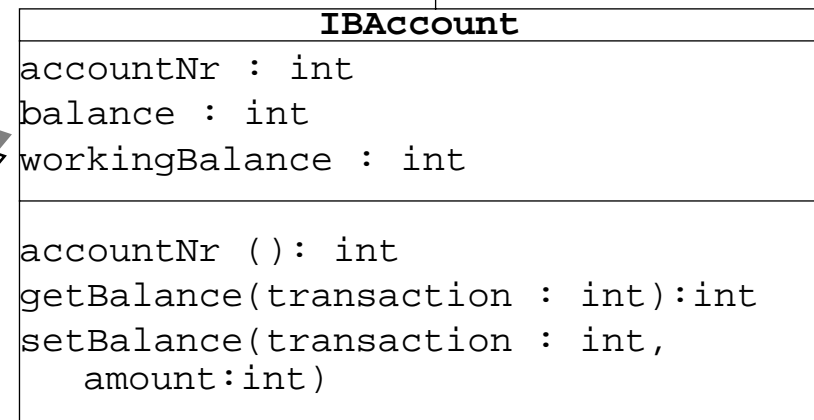 IBAccount
accountNr : int
balance : int
workingBalance : int
accountNr (): int
getBalance(transaction : int):int
setBalance(transaction : int,
amount:int)